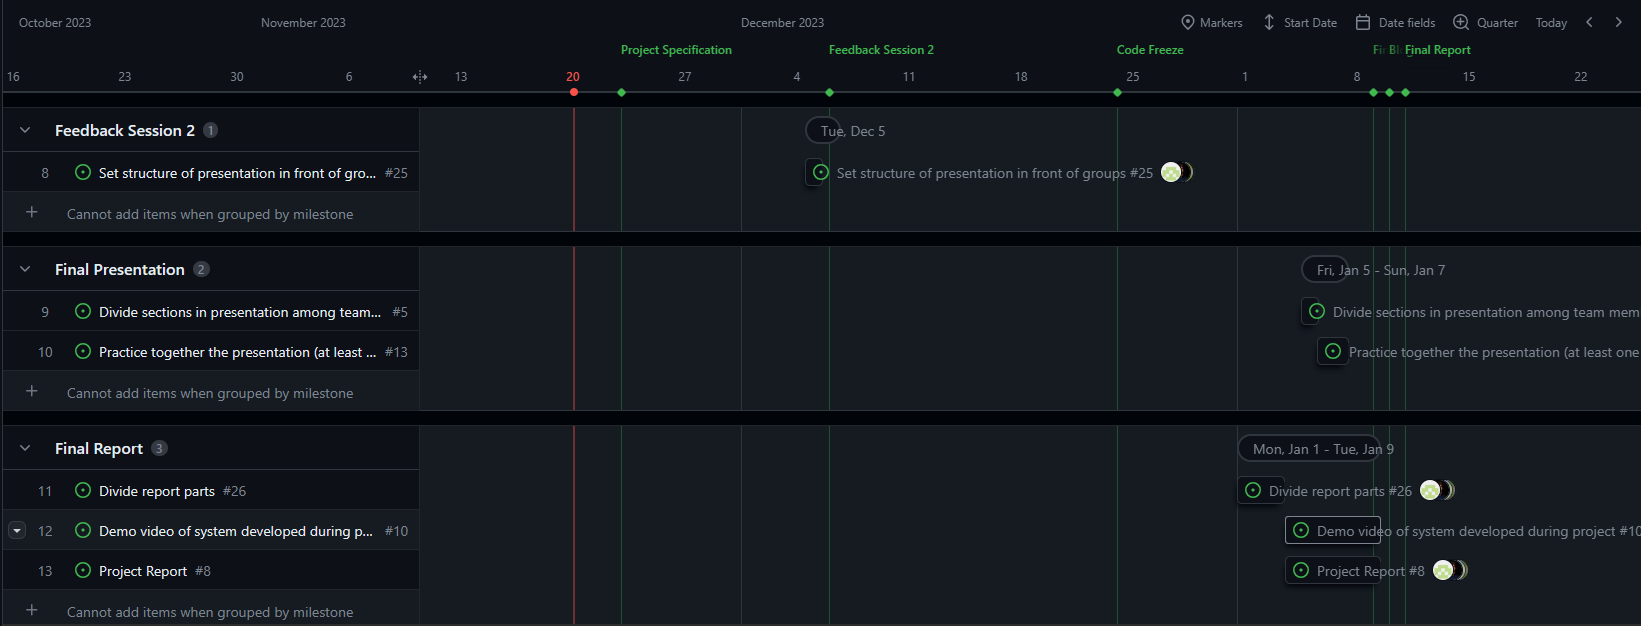 October 2023 November 2023 December 2023 Markers Start Date Date fields Quarter Today
Project Specification Feedback Session 2 Code Freeze Final Report
16 23 30 6 13 20 27 4 11 18 25 1 8 15 22
Feedback Session 2 1
Tue, Dec 5
8 Set structure of presentation in front of gro... #25
Set structure of presentation in front of groups #25
Cannot add items when grouped by milestone
Final Presentation 2
Fri, Jan 5 - Sun, Jan 7
9 Divide sections in presentation among team... #5
Divide sections in presentation among team mem
10 Practice together the presentation (at least ... #13
Practice together the presentation (at least one
Cannot add items when grouped by milestone
Final Report 3
Mon, Jan 1 - Tue, Jan 9
11 Divide report parts #26
Divide report parts #26
12 Demo video of system developed during p... #10
Demo video of system developed during project #10
13 Project Report #8
Project Report #8
Cannot add items when grouped by milestone